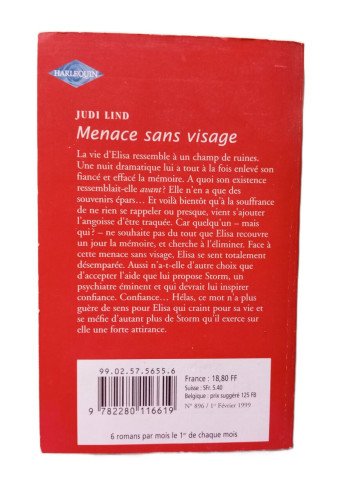 HARLEQUIN
JUDI LIND
Menace sans visage
La vie d'Elisa ressemble à un champ de ruines.
Une nuit dramatique lui a tout à la fois enlevé son
fiancé et effacé la mémoire. A quoi son existence
ressemblait-elle avant ? Elle n'en a que des
souvenirs épars... Et voilà bientôt qu'à la souffrance
de ne rien se rappeler ou presque, vient s'ajouter
l'angoisse d'être traquée. Car quelqu'un – mais
qui ? – ne souhaite pas du tout que Elisa recouvre
un jour la mémoire, et cherche à l'éliminer. Face à
cette menace sans visage, Elisa se sent totalement
désemparée. Aussi n'a-t-elle d'autre choix que
d'accepter l'aide que lui propose Storm, un
psychiatre éminent et qui devrait lui inspirer
confiance. Confiance... Hélas, ce mot n'a plus
guère de sens pour Elisa qui craint pour sa vie et
se méfie d'autant plus de Storm qu'il exerce sur
elle une forte attirance.
99.02.57.5655.6
9 782280 116619
France : 18,80 FF
Suisse : SFr. 5.40
Belgique : prix suggéré 125 FB
N° 896 / 1er Février 1999
6 romans par mois le 1er de chaque mois